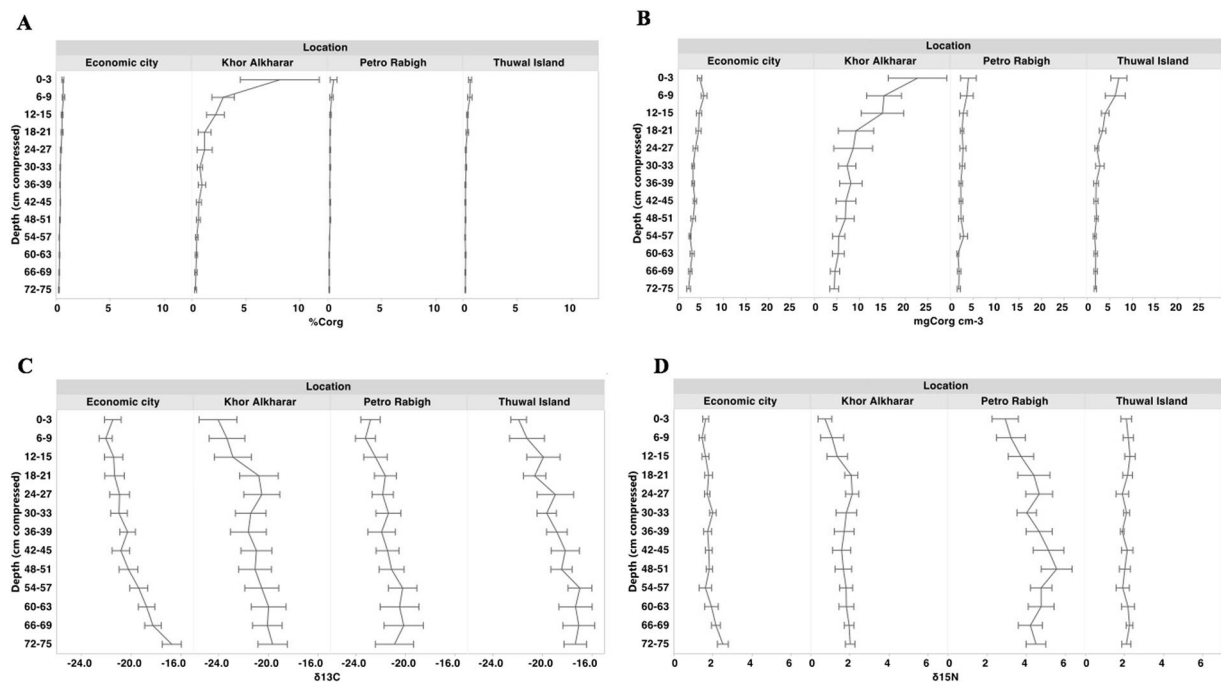 A
Location
Economic city Khor Alkharar Petro Rabigh Thuwal Island
Depth (cm compressed)
0-3
6-9
12-15
18-21
24-27
30-33
36-39
42-45
48-51
54-57
60-63
66-69
72-75
0 5 10 0 5 10 0 5 10 0 5 10
%Corg
B
Location
Economic city Khor Alkharar Petro Rabigh Thuwal Island
Depth (cm compressed)
0-3
6-9
12-15
18-21
24-27
30-33
36-39
42-45
48-51
54-57
60-63
66-69
72-75
0 5 10 15 20 25 0 5 10 15 20 25 0 5 10 15 20 25 0 5 10 15 20 25
mgCorg cm-3
C
Location
Economic city Khor Alkharar Petro Rabigh Thuwal Island
Depth (cm compressed)
0-3
6-9
12-15
18-21
24-27
30-33
36-39
42-45
48-51
54-57
60-63
66-69
72-75
-24.0 -20.0 -16.0 -24.0 -20.0 -16.0 -24.0 -20.0 -16.0 -24.0 -20.0 -16.0
δ13C
D
Location
Economic city Khor Alkharar Petro Rabigh Thuwal Island
Depth (cm compressed)
0-3
6-9
12-15
18-21
24-27
30-33
36-39
42-45
48-51
54-57
60-63
66-69
72-75
0 2 4 6 0 2 4 6 0 2 4 6 0 2 4 6
δ15N